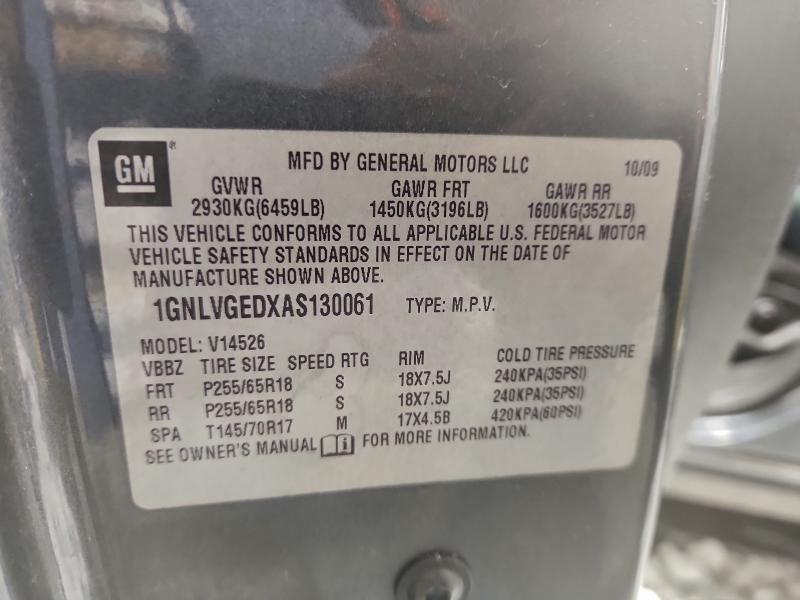 GM
MFD BY GENERAL MOTORS LLC 10/09
GVWR GAWR FRT GAWR RR
2930KG(6459LB) 1450KG(3196LB) 1600KG(3527LB)
THIS VEHICLE CONFORMS TO ALL APPLICABLE U.S. FEDERAL MOTOR
VEHICLE SAFETY STANDARDS IN EFFECT ON THE DATE OF
MANUFACTURE SHOWN ABOVE.
1GNLVGEDXAS130061 TYPE: M.P.V.
MODEL: V14526
VBBZ TIRE SIZE SPEED RTG RIM COLD TIRE PRESSURE
FRT P255/65R18 S 18X7.5J 240KPA(35PSI)
RR P255/65R18 S 18X7.5J 240KPA(35PSI)
SPA T145/70R17 M 17X4.5B 420KPA(60PSI)
SEE OWNER'S MANUAL FOR MORE INFORMATION.